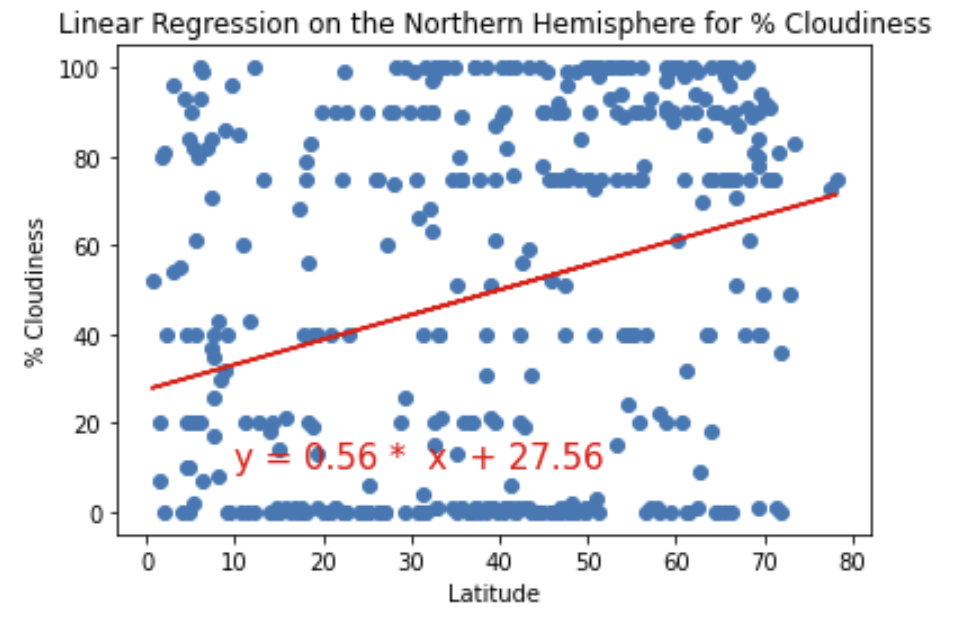 Linear Regression on the Northern Hemisphere for % Cloudiness
100
80
60
40
20
0
% Cloudiness
y = 0.56 * x + 27.56
0 10 20 30 40 50 60 70 80
Latitude